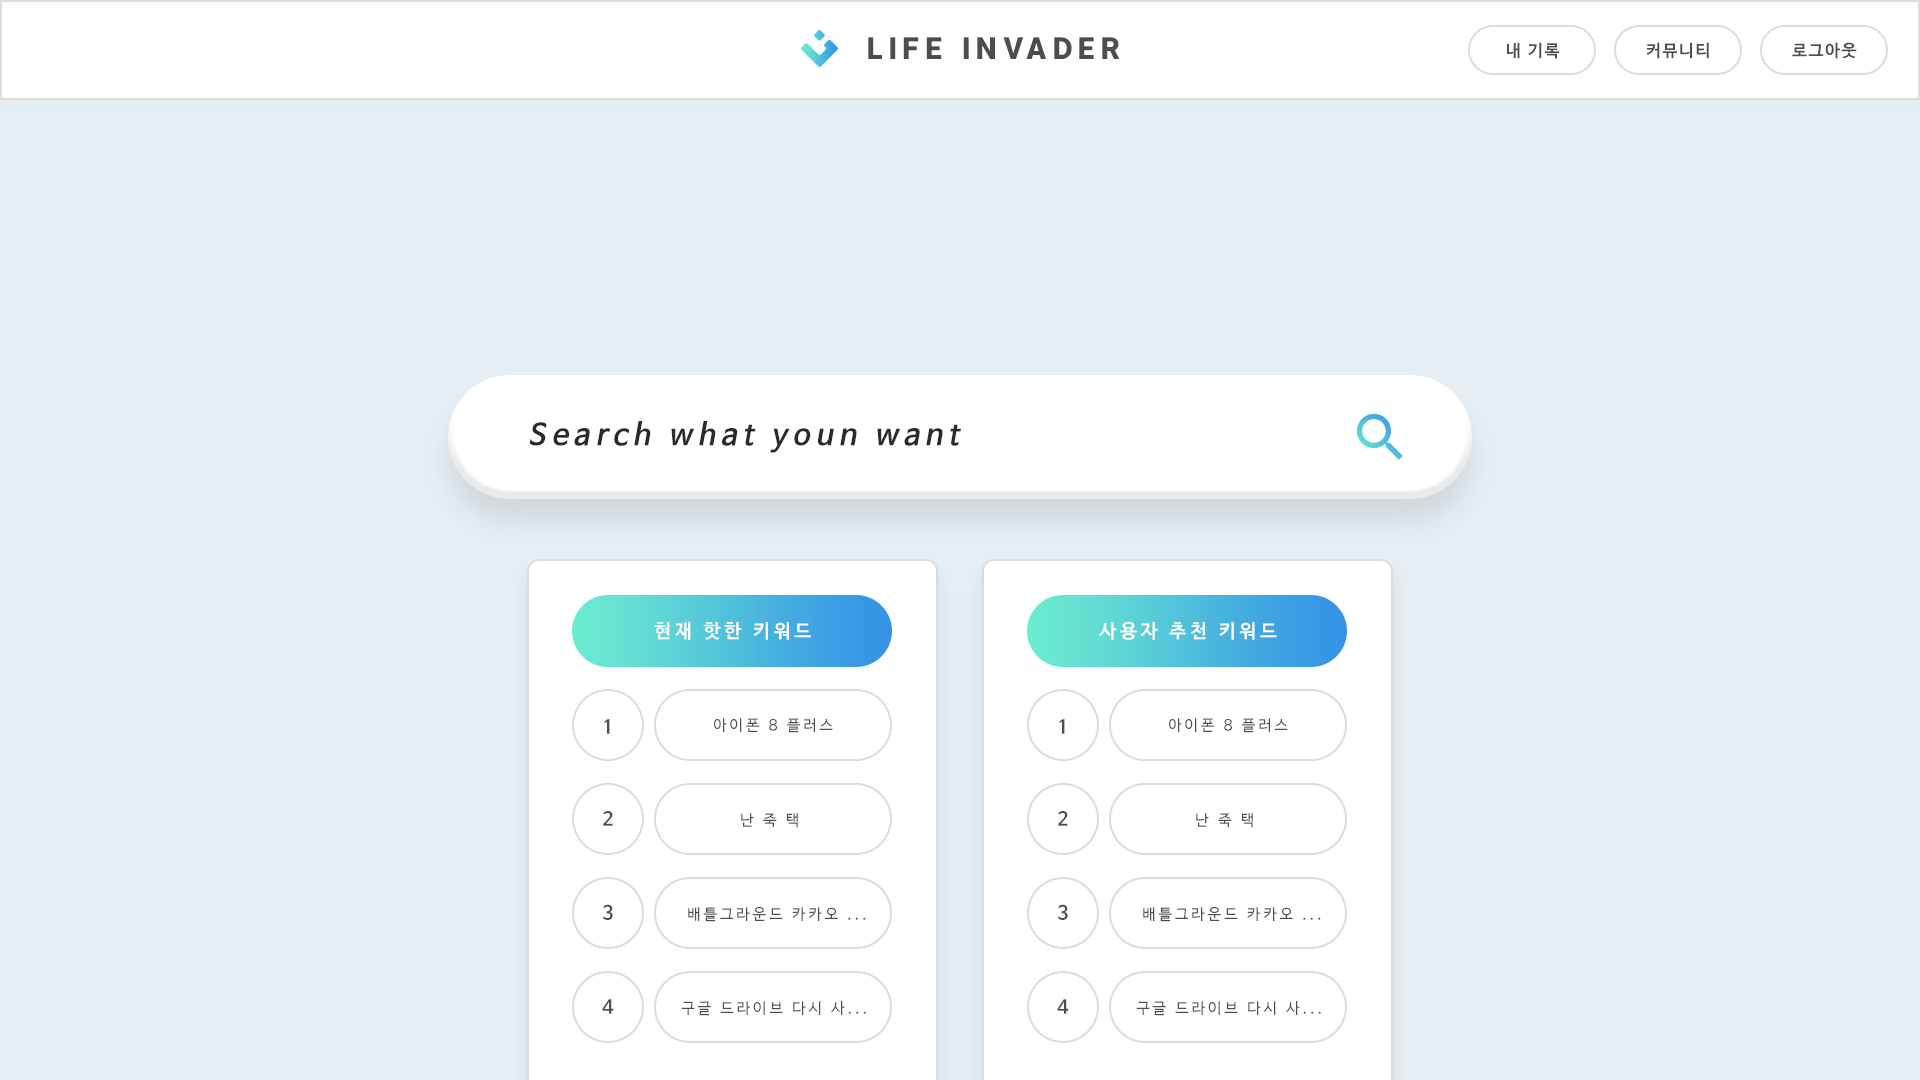 LIFE INVADER
내 기록
커뮤니티
로그아웃
Search what youn want
현재 핫한 키워드
1
아이폰 8 플러스
2
난 죽 택
3
배틀그라운드 카카오 ...
4
구글 드라이브 다시 사...
사용자 추천 키워드
1
아이폰 8 플러스
2
난 죽 택
3
배틀그라운드 카카오 ...
4
구글 드라이브 다시 사...